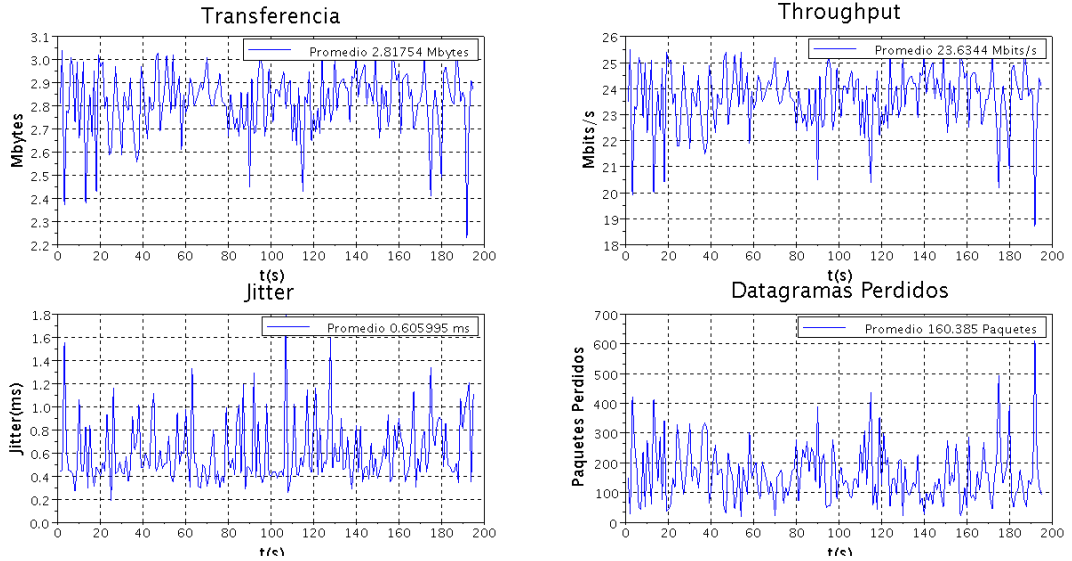 Transferencia
3.1
3.0
2.9
2.8
2.7
2.6
2.5
2.4
2.3
2.2
Mbytes
Promedio 2.81754 Mbytes
0 20 40 60 80 100 120 140 160 180 200
t(s)
Throughput
26
25
24
23
22
21
20
19
18
Mbits/s
Promedio 23.6344 Mbits/s
0 20 40 60 80 100 120 140 160 180 200
t(s)
Jitter
1.8
1.6
1.4
1.2
1.0
0.8
0.6
0.4
0.2
0.0
Jitter(ms)
Promedio 0.605995 ms
0 20 40 60 80 100 120 140 160 180 200
t(s)
Datagramas Perdidos
700
600
500
400
300
200
100
0
Paquetes Perdidos
Promedio 160.385 Paquetes
0 20 40 60 80 100 120 140 160 180 200
t(s)